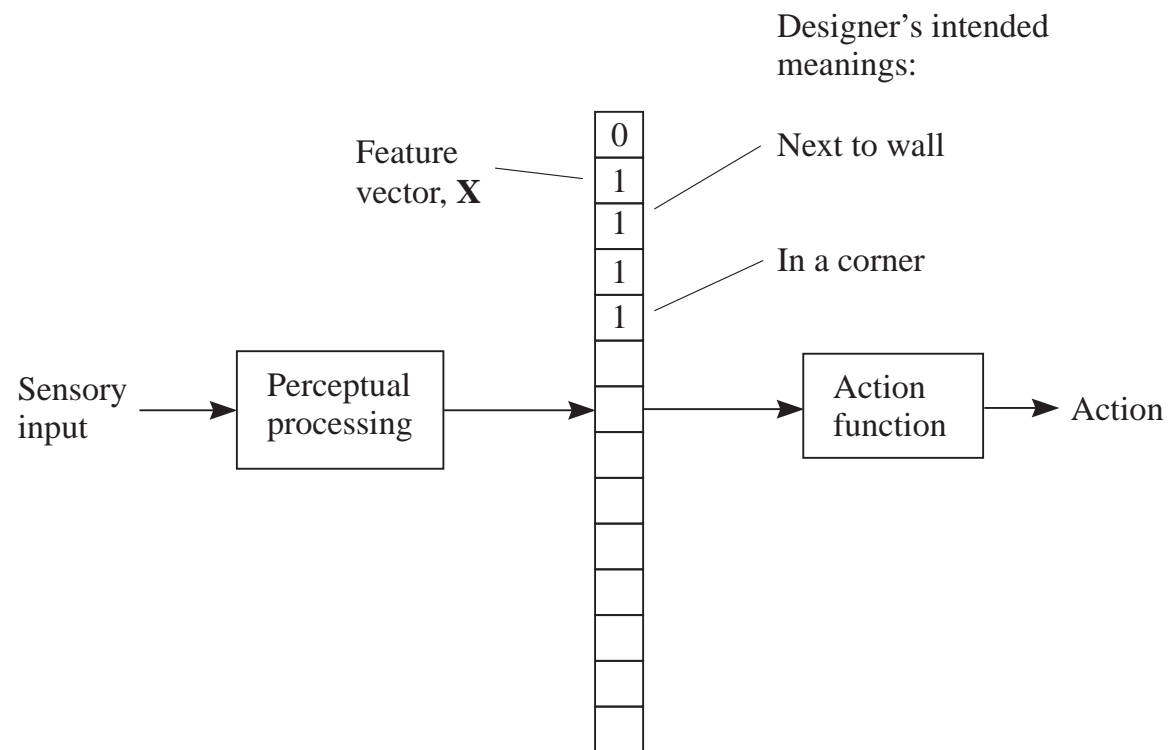 Designer’s intended
meanings:
0
Feature
vector, X
1
Next to wall
1
1
In a corner
1
Sensory
input
Perceptual
processing
Action
function
Action